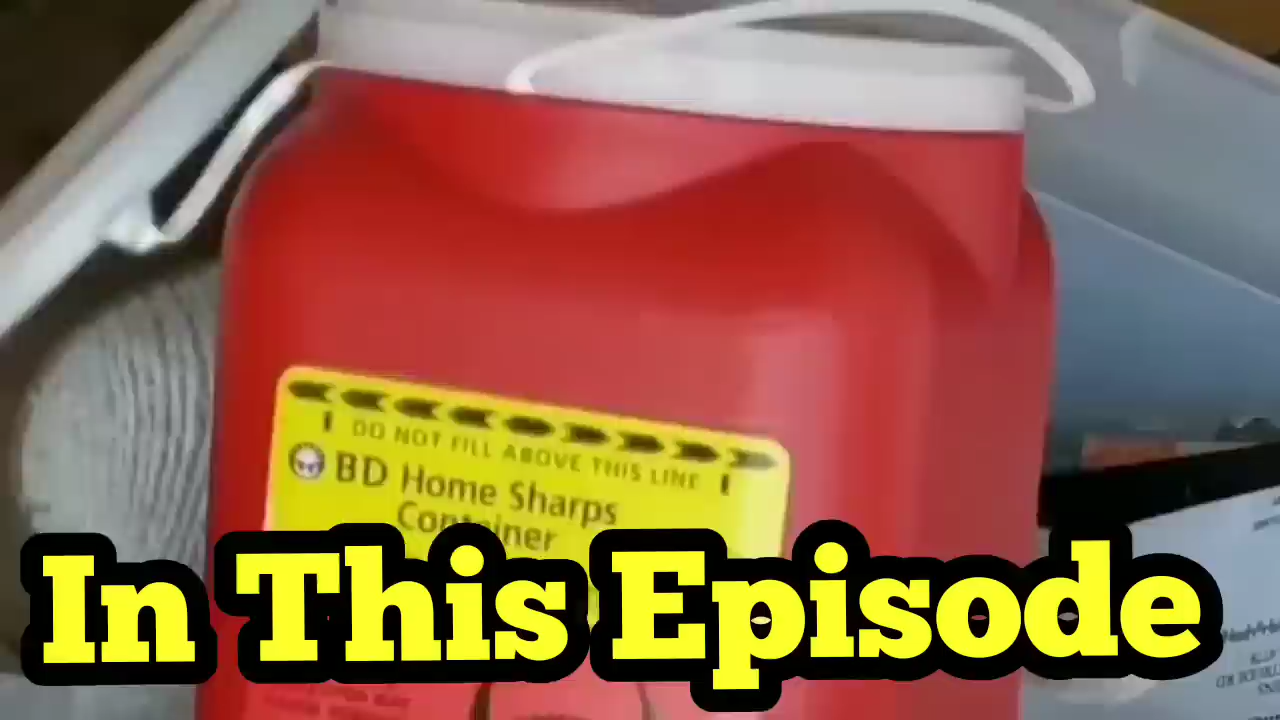 DO NOT FILL ABOVE THIS LINE
BD Home Sharps
Container
In This Episode